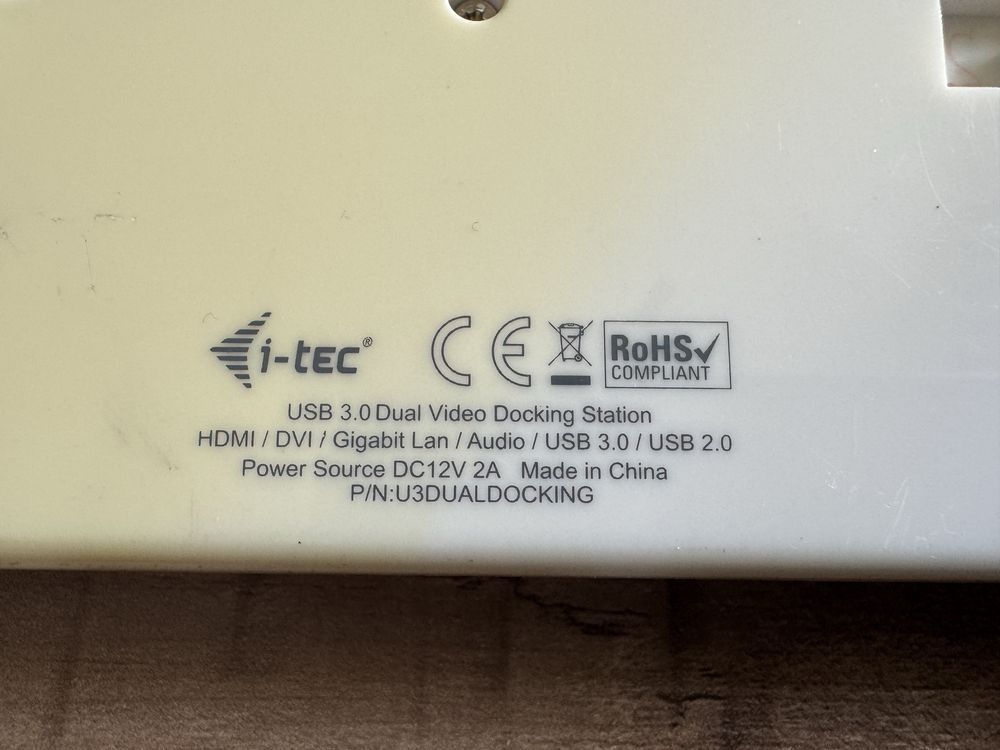 i-tec®
CE
RoHS✓
COMPLIANT
USB 3.0 Dual Video Docking Station
HDMI / DVI / Gigabit Lan / Audio / USB 3.0 / USB 2.0
Power Source DC12V 2A Made in China
P/N:U3DUALDOCKING